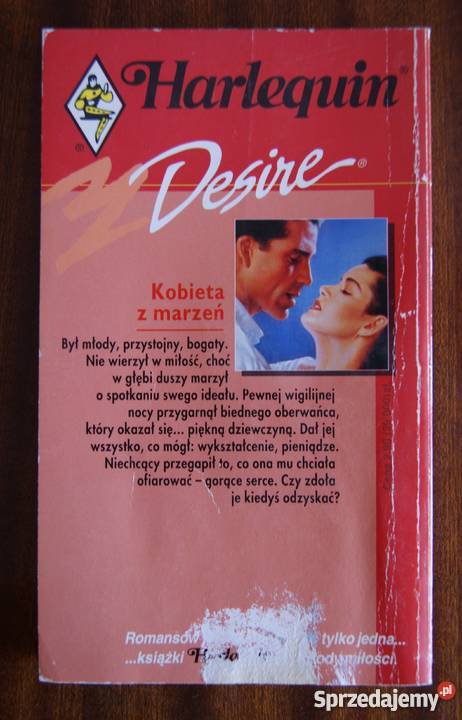 Harlequin®
®
Desire®
Kobieta
z marzeń
Był młody, przystojny, bogaty.
Nie wierzył w miłość, choć
w głębi duszy marzył
o spotkaniu swego ideału. Pewnej wigilijnej
nocy przygarnął biednego oberwańca,
który okazał się... piękną dziewczyną. Dał jej
wszystko, co mógł: wykształcenie, pieniądze.
Niechcący przegapił to, co ona mu chciała
ofiarować – gorące serce. Czy zdoła
je kiedyś odzyskać?
Cena
Romansów tylko jedna...
...książki
Sprzedajemy.pl